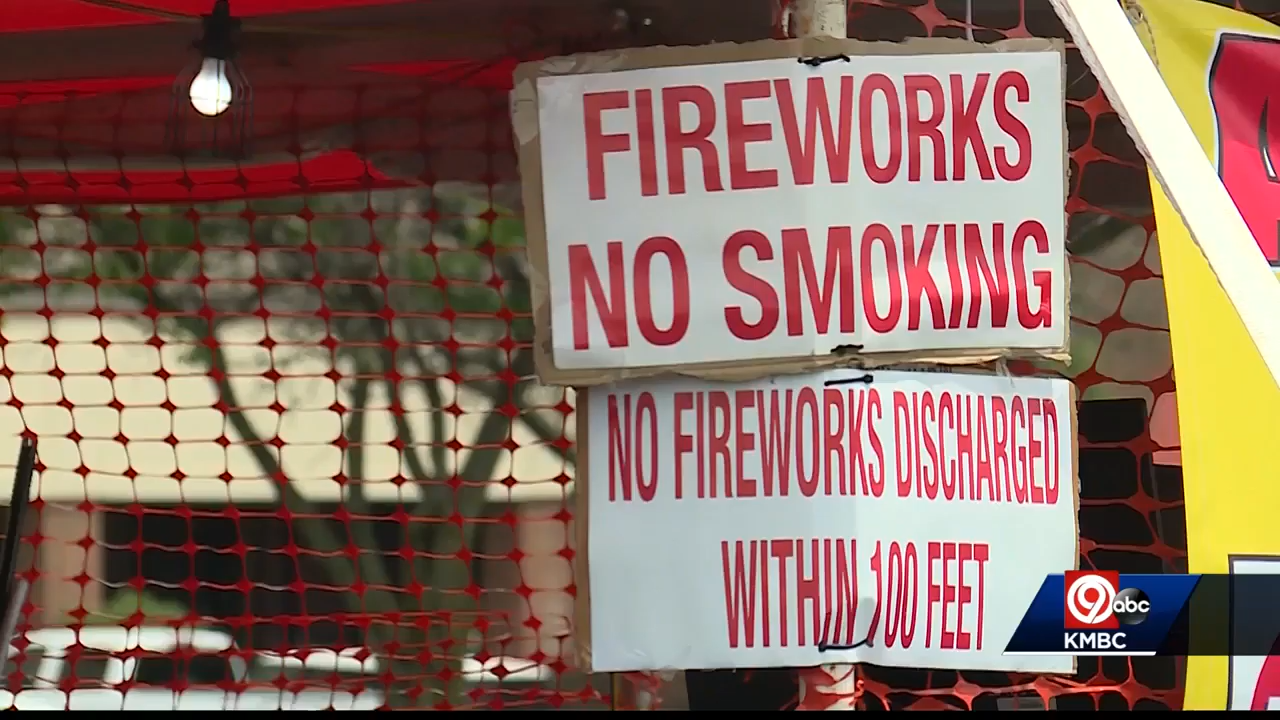 FIREWORKS
NO SMOKING
NO FIREWORKS DISCHARGED
WITHIN 100 FEET
9 abc
KMBC